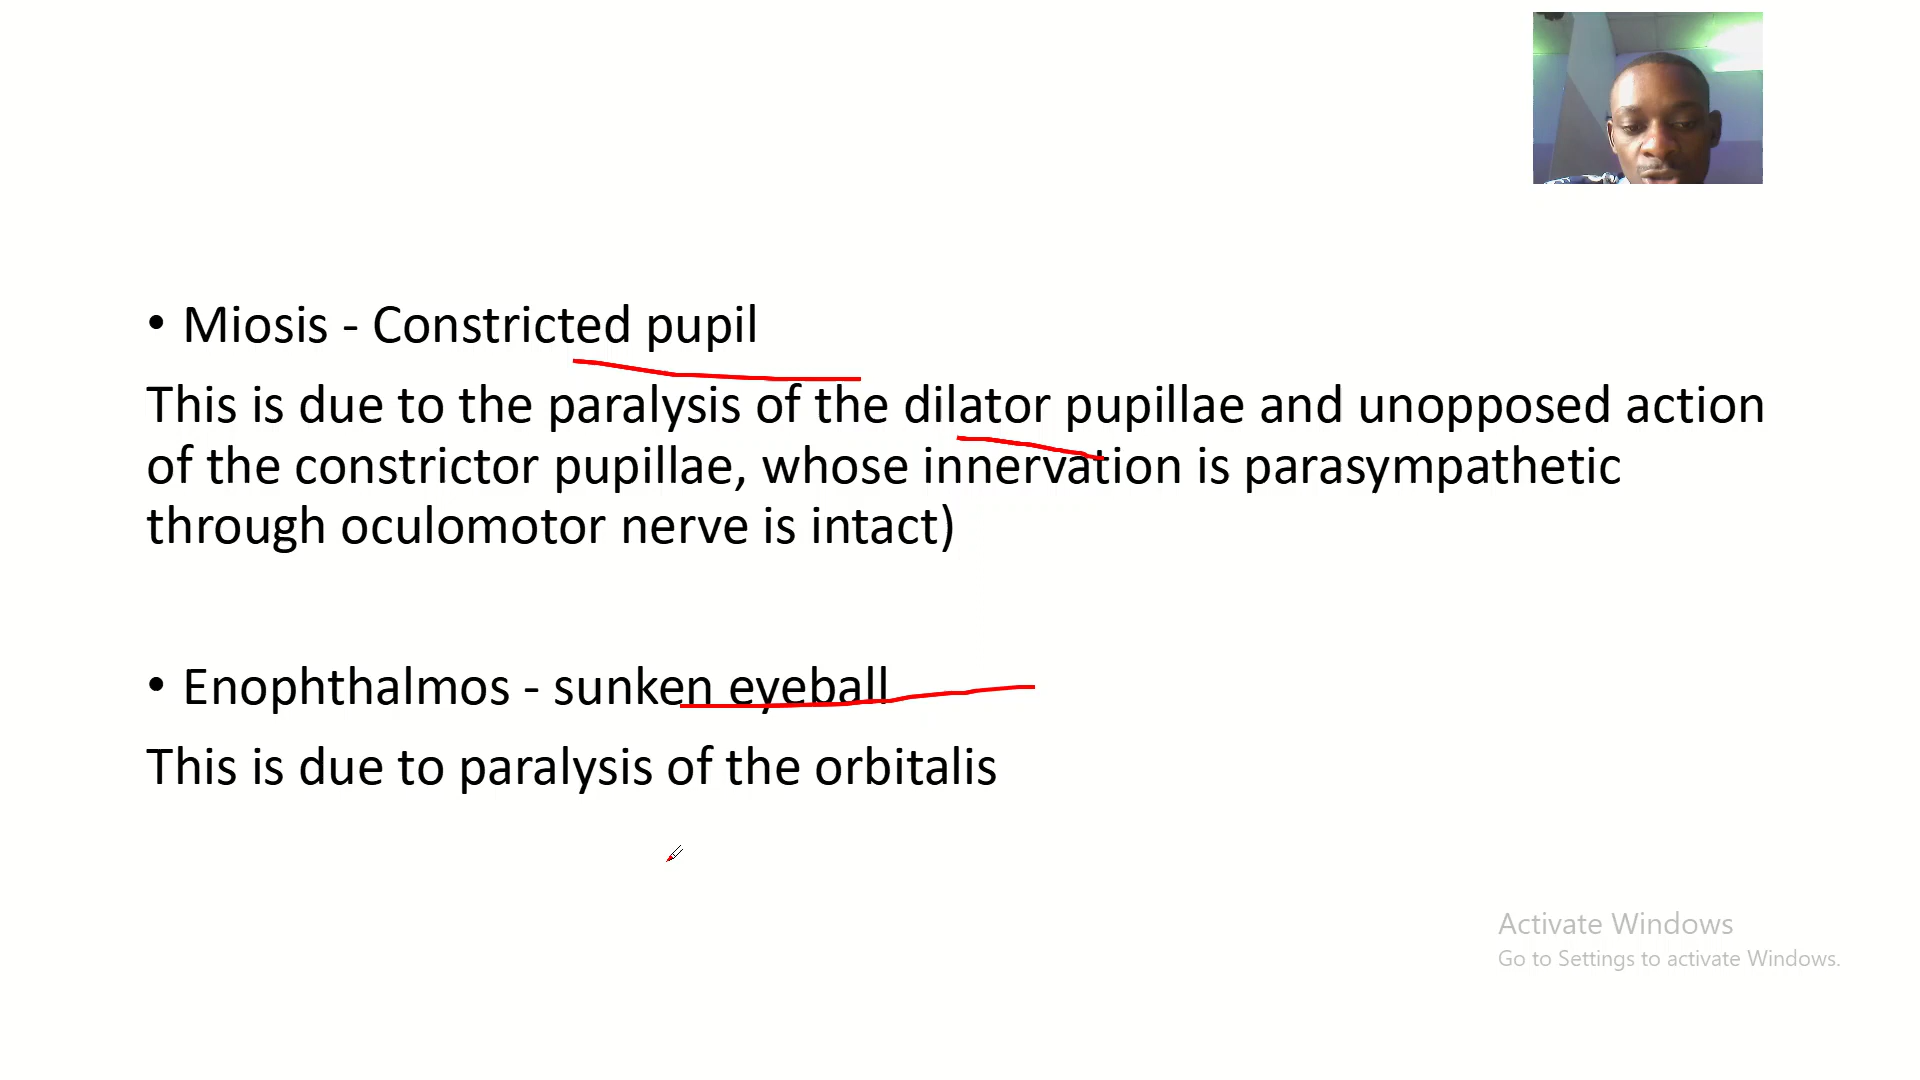 • Miosis - Constricted pupil
This is due to the paralysis of the dilator pupillae and unopposed action
of the constrictor pupillae, whose innervation is parasympathetic
through oculomotor nerve is intact)
• Enophthalmos - sunken eyeball
This is due to paralysis of the orbitalis
Activate Windows
Go to Settings to activate Windows.